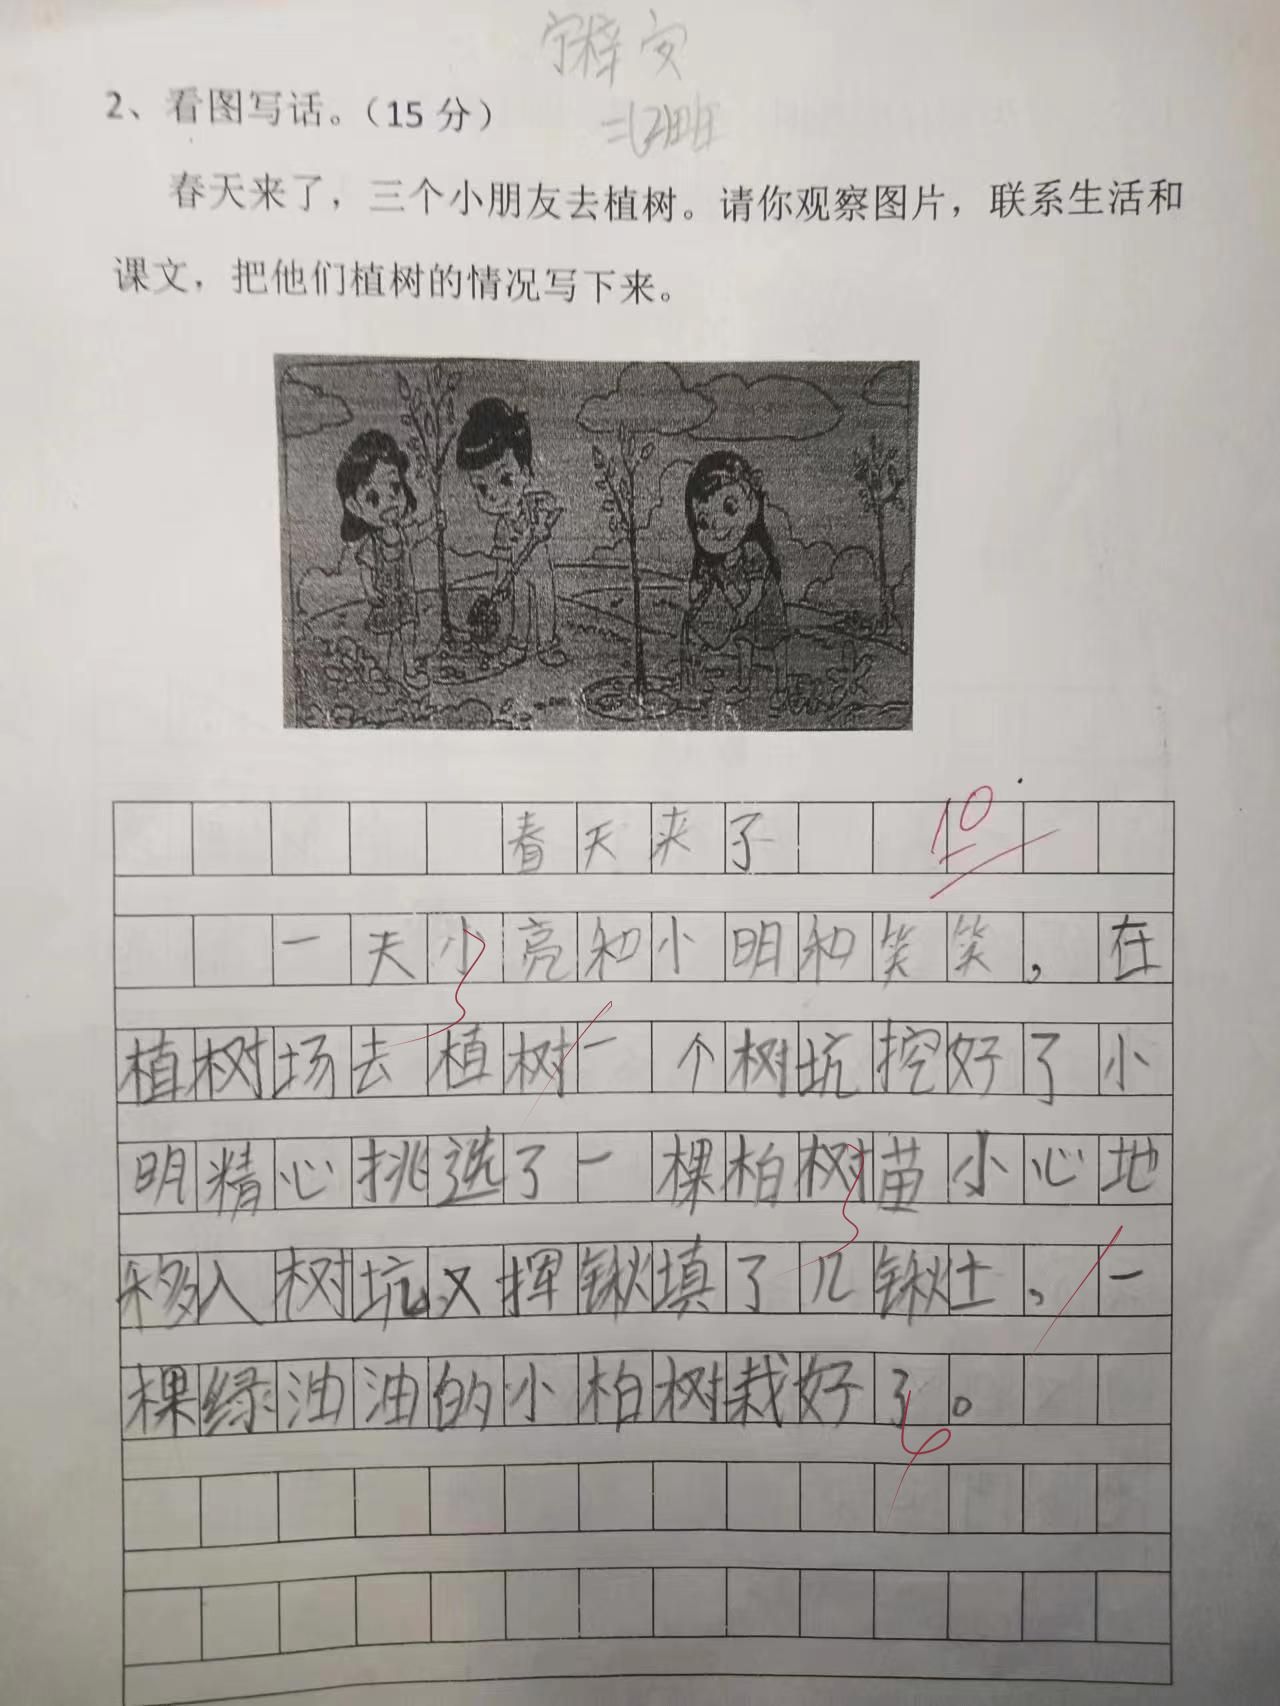 宁梓安
二(2)班
2、看图写话。（15 分）
春天来了，三个小朋友去植树。请你观察图片，联系生活和
课文，把他们植树的情况写下来。
10
春天来了
一天小亮和小明和笑笑，在
植树场去植树一个树坑挖好了小
明精心挑选了一棵柏树苗小心地
移入树坑又挥锹填了几锹土，一
棵绿油油的小柏树栽好了。